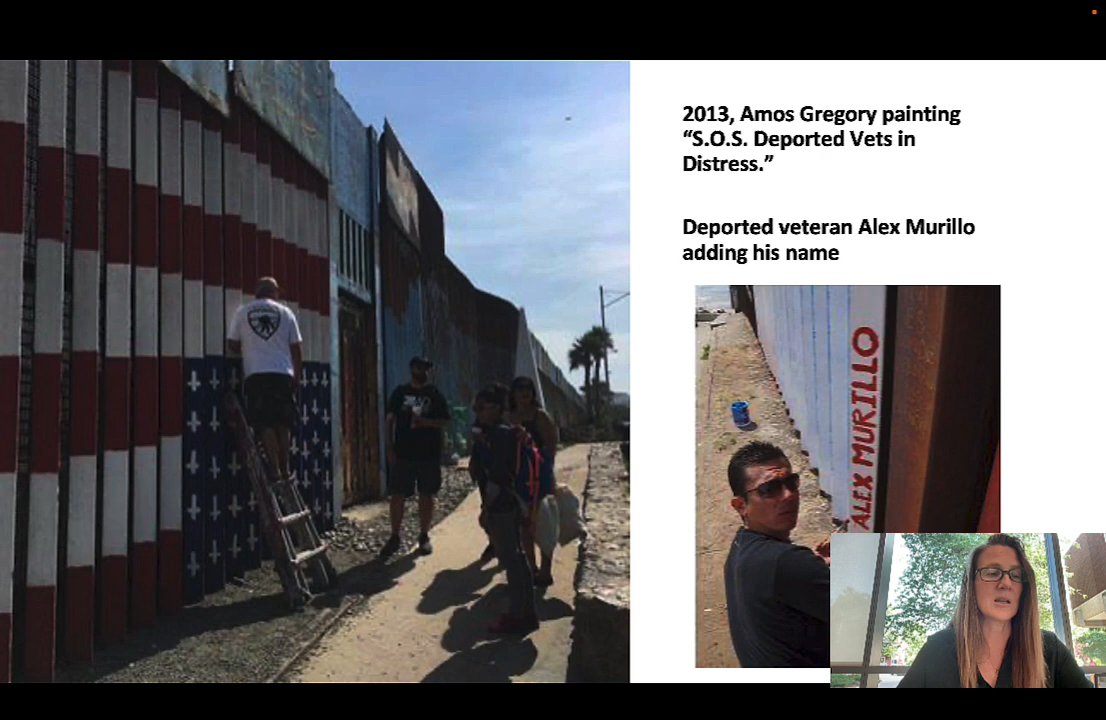 2013, Amos Gregory painting
“S.O.S. Deported Vets in
Distress.”
Deported veteran Alex Murillo
adding his name
ALEX MURILLO